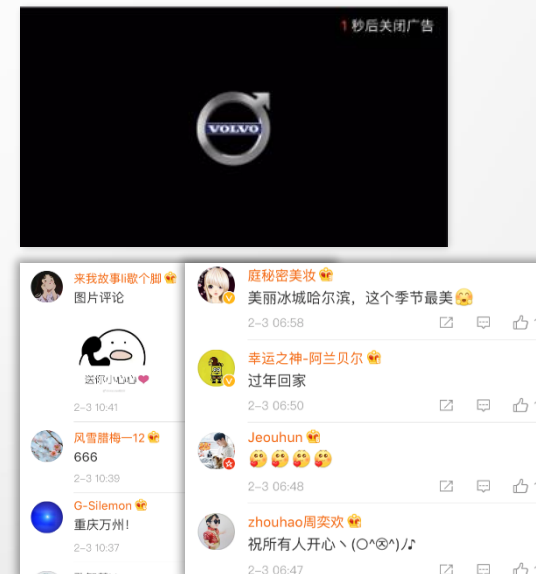 1 秒后关闭广告
VOLVO
来我故事li歇个脚
图片评论
送你小心心
2-3 10:41
风雪腊梅一12
666
2-3 10:39
G-Silemon
重庆万州！
2-3 10:37
庭秘密美妆
美丽冰城哈尔滨，这个季节最美
2-3 06:58
幸运之神-阿兰贝尔
过年回家
2-3 06:50
Jeouhun
2-3 06:48
zhouhao周奕欢
祝所有人开心ヽ(○^㉨^)ﾉ♪
2-3 06:47